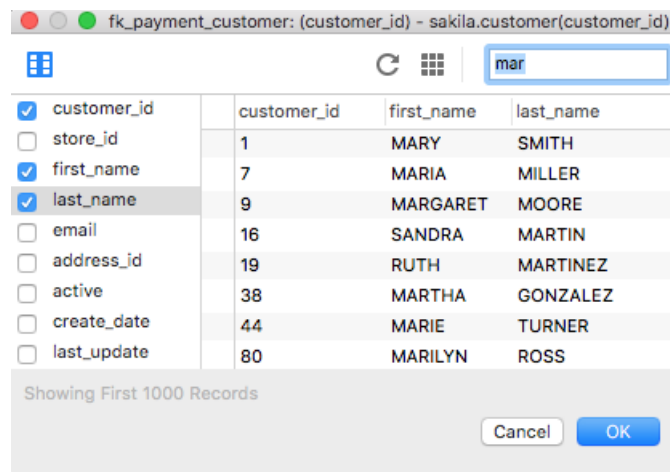 fk_payment_customer: (customer_id) - sakila.customer(customer_id)
mar
customer_id customer_id first_name last_name
store_id 1 MARY SMITH
first_name 7 MARIA MILLER
last_name 9 MARGARET MOORE
email 16 SANDRA MARTIN
address_id 19 RUTH MARTINEZ
active 38 MARTHA GONZALEZ
create_date 44 MARIE TURNER
last_update 80 MARILYN ROSS
Showing First 1000 Records
Cancel OK